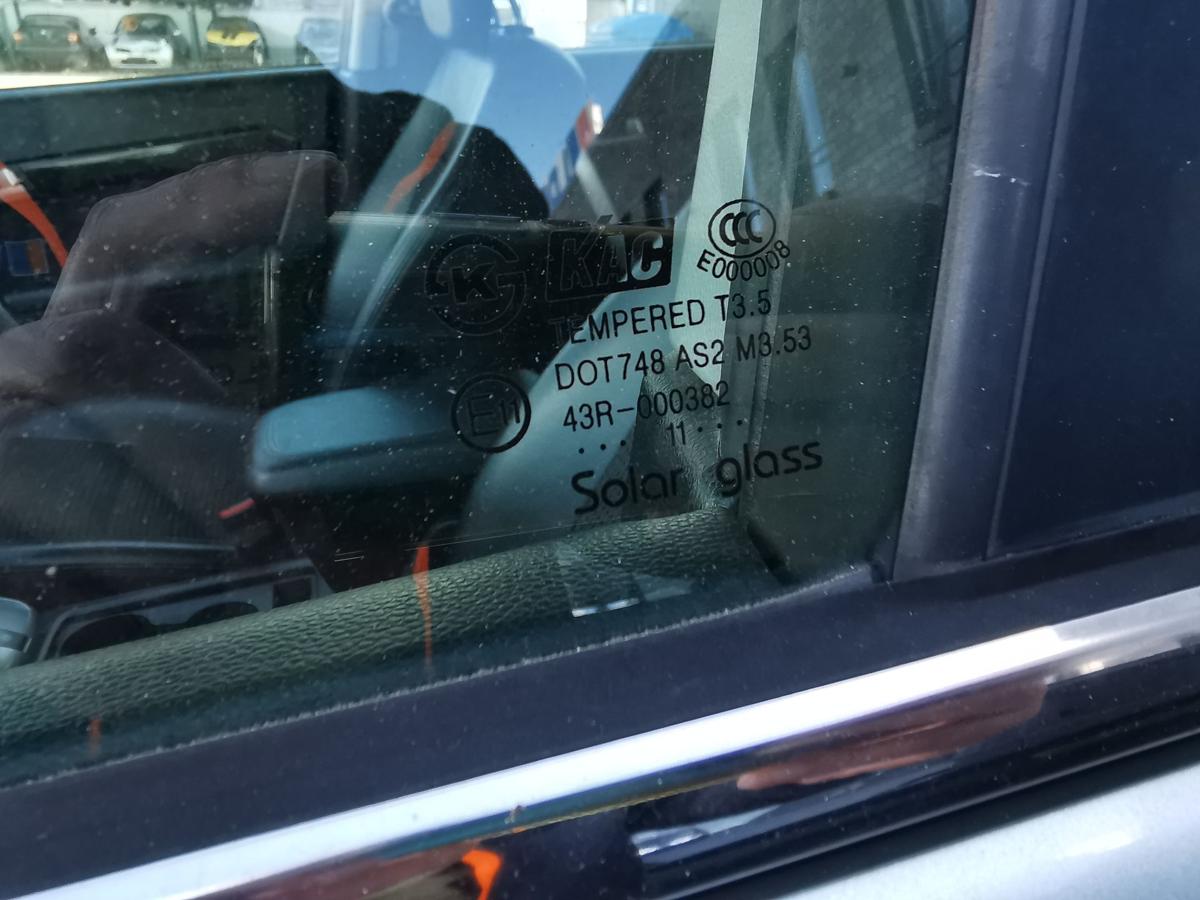 KAC
CCC
E000008
TEMPERED T3.5
DOT748 AS2 M3.53
E11
43R-000382
. . . 11 . . .
Solar glass